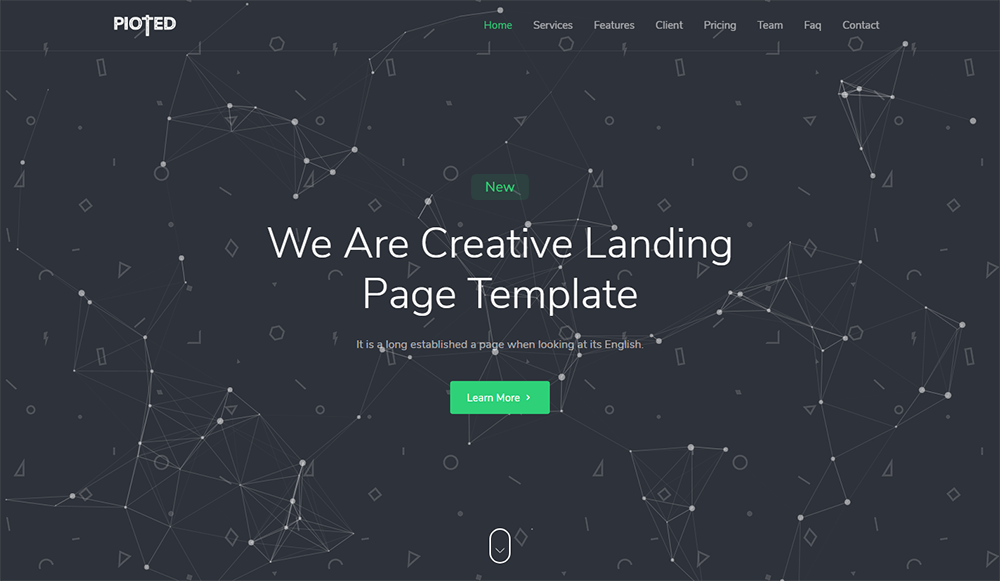 PIOTED
Home Services Features Client Pricing Team Faq Contact
New
We Are Creative Landing
Page Template
It is a long established a page when looking at its English.
Learn More